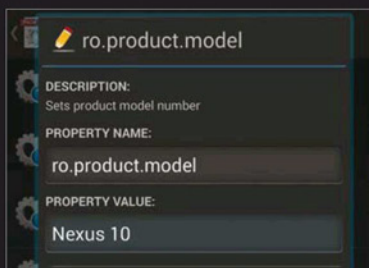 ro.product.model
DESCRIPTION:
Sets product model number
PROPERTY NAME:
ro.product.model
PROPERTY VALUE:
Nexus 10